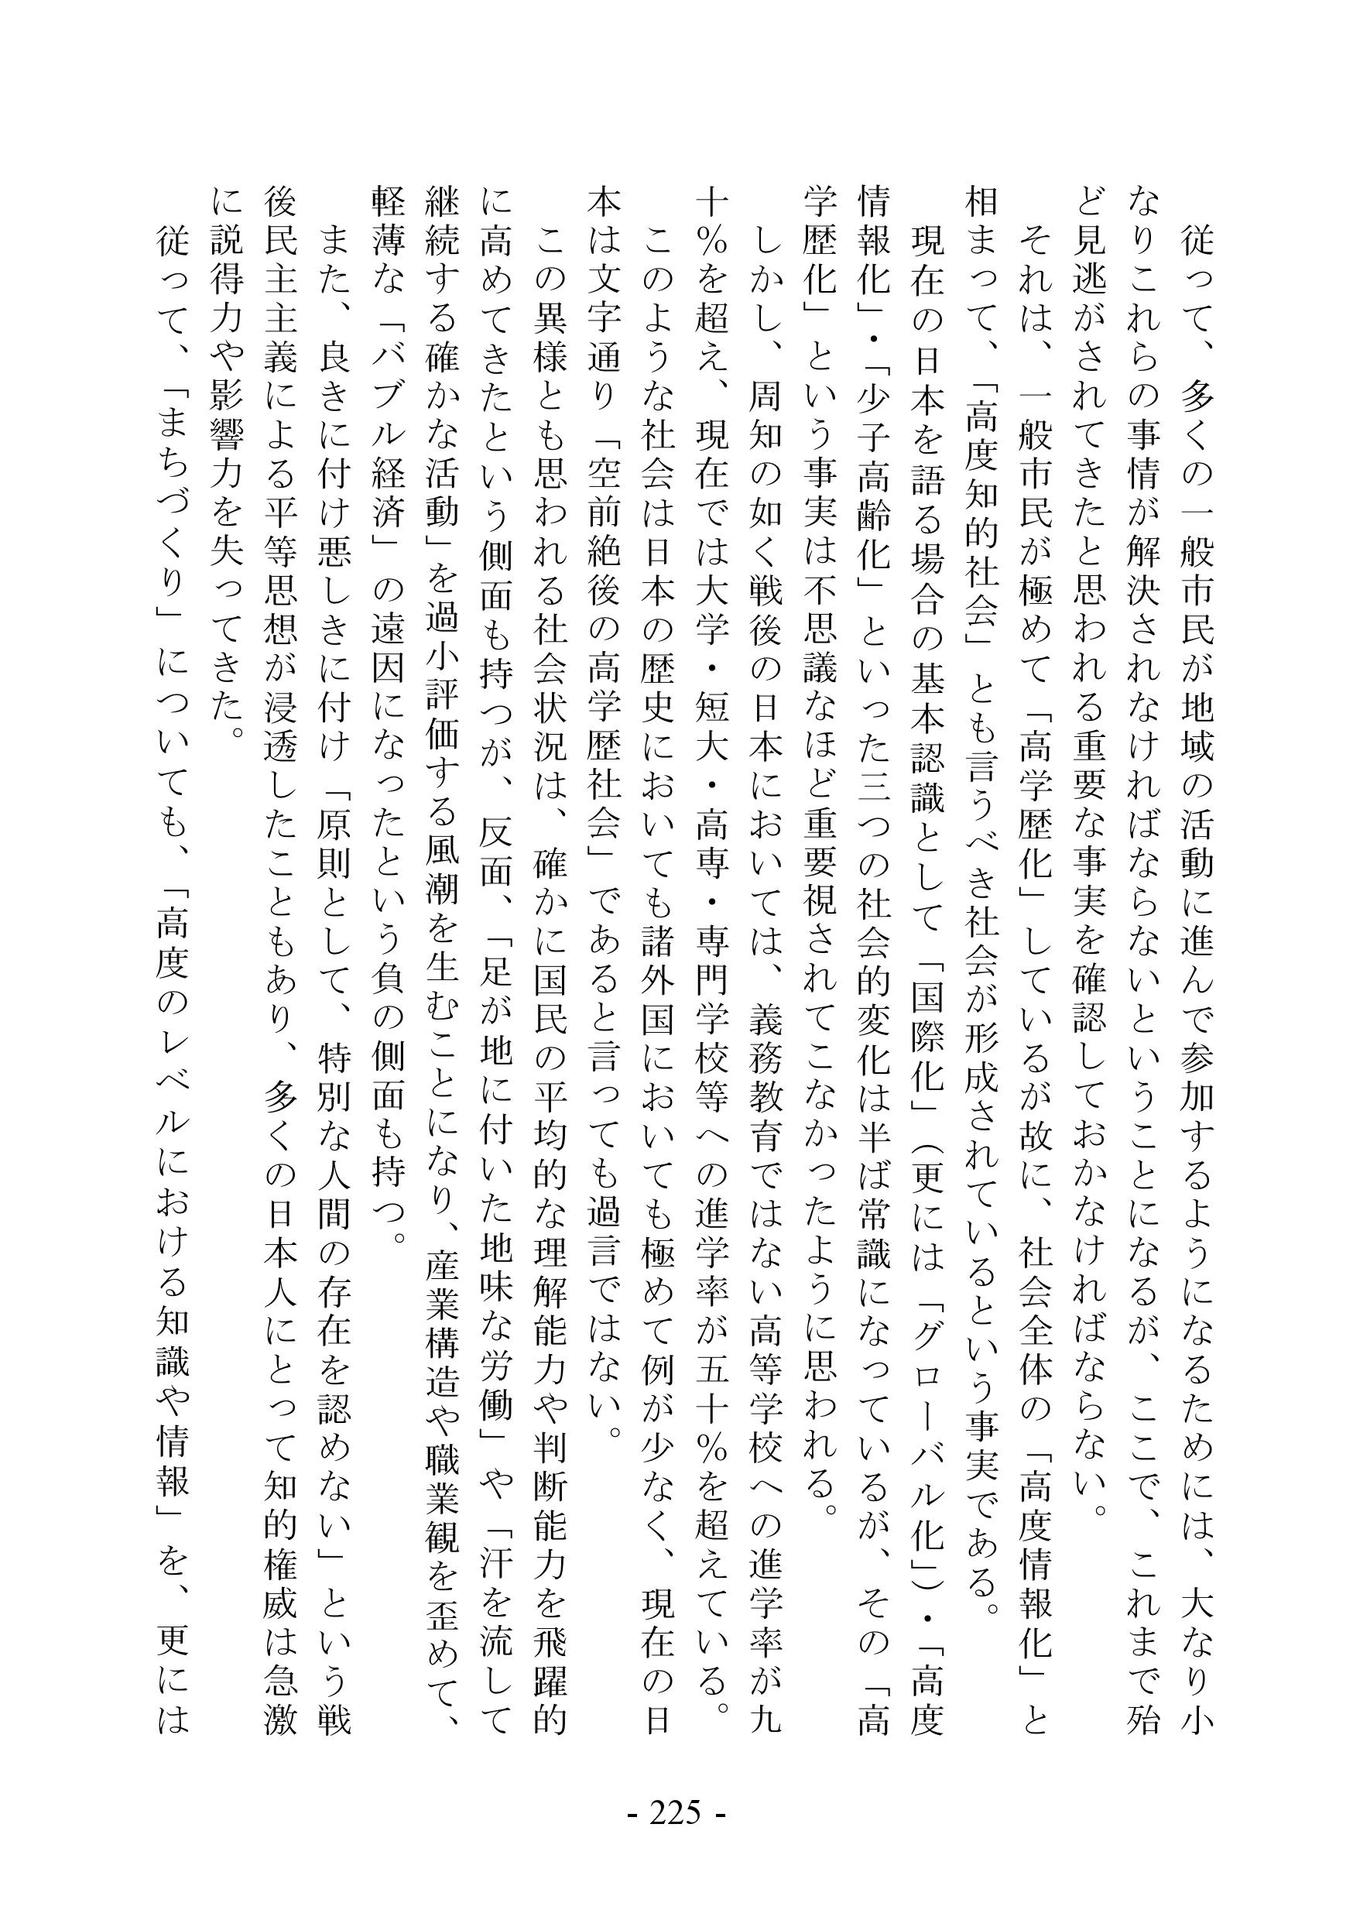 従って、多くの一般市民が地域の活動に進んで参加するようになるためには、大なり小
なりこれらの事情が解決されなければならないということになるが、ここで、これまで殆
ど見逃がされてきたと思われる重要な事実を確認しておかなければならない。
それは、一般市民が極めて「高学歴化」しているが故に、社会全体の「高度情報化」と
相まって、「高度知的社会」とも言うべき社会が形成されているという事実である。
現在の日本を語る場合の基本認識として「国際化」（更には「グローバル化」）・「高度
情報化」・「少子高齢化」といった三つの社会的変化は半ば常識になっているが、その「高
学歴化」という事実は不思議なほど重要視されてこなかったように思われる。
しかし、周知の如く戦後の日本においては、義務教育ではない高等学校への進学率が九
十％を超え、現在では大学・短大・高専・専門学校等への進学率が五十％を超えている。
このような社会は日本の歴史においても諸外国においても極めて例が少なく、現在の日
本は文字通り「空前絶後の高学歴社会」であると言っても過言ではない。
この異様とも思われる社会状況は、確かに国民の平均的な理解能力や判断能力を飛躍的
に高めてきたという側面も持つが、反面、「足が地に付いた地味な労働」や「汗を流して
継続する確かな活動」を過小評価する風潮を生むことになり、産業構造や職業観を歪めて、
軽薄な「バブル経済」の遠因になったという負の側面も持つ。
また、良きに付け悪しきに付け「原則として、特別な人間の存在を認めない」という戦
後民主主義による平等思想が浸透したこともあり、多くの日本人にとって知的権威は急激
に説得力や影響力を失ってきた。
従って、「まちづくり」についても、「高度のレベルにおける知識や情報」を、更には
- 225 -